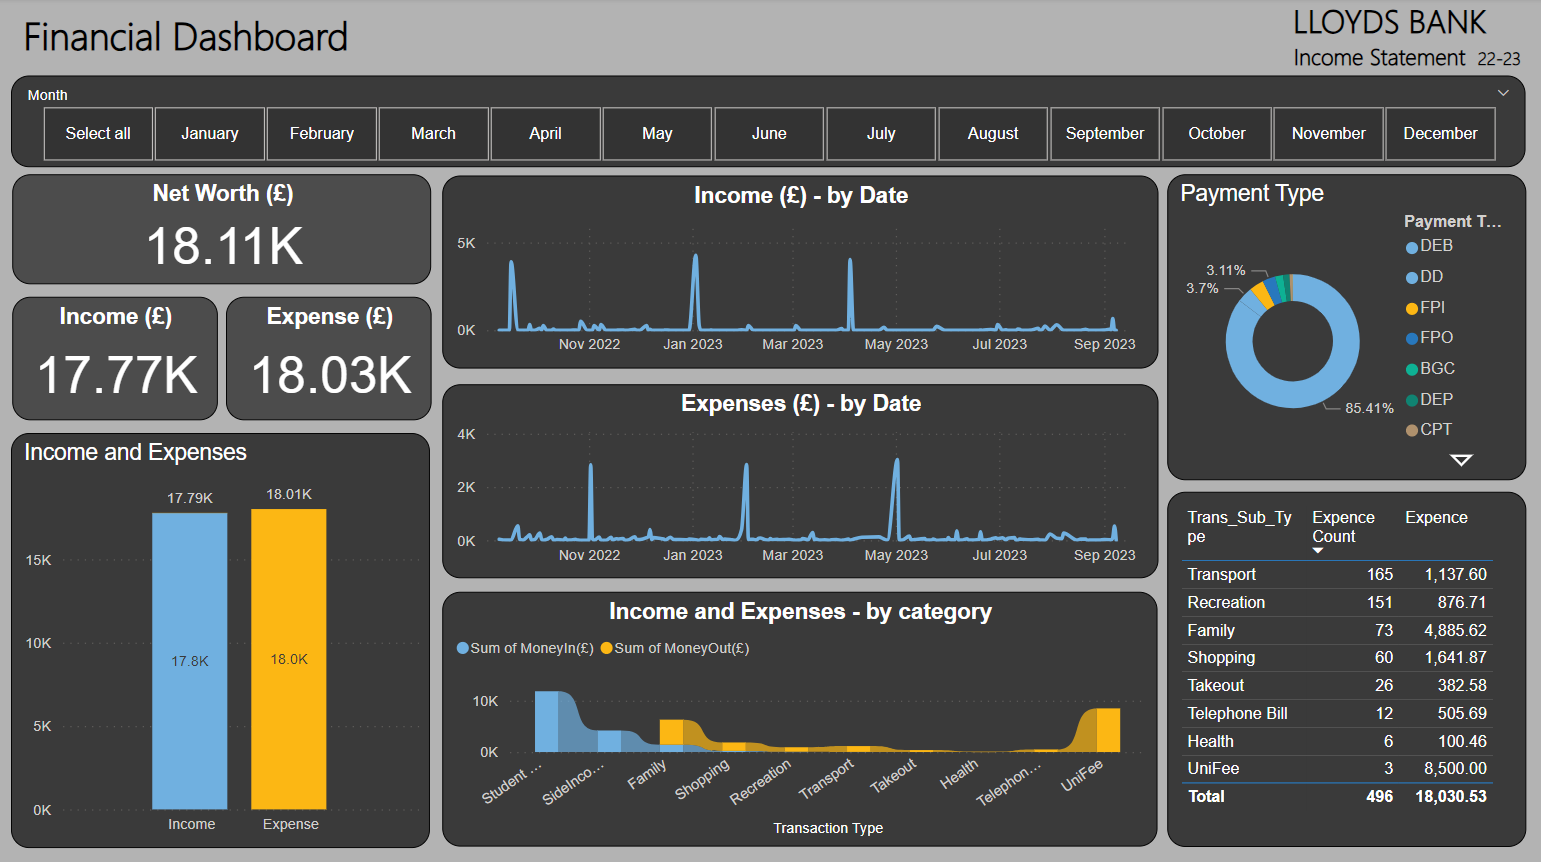 Financial Dashboard
LLOYDS BANK
Income Statement 22-23
Month
Select all January February March April May June July August September October November December
Net Worth (£)
18.11K
Income (£)
17.77K
Expense (£)
18.03K
Income and Expenses
17.79K
18.01K
15K
10K
5K
0K
17.8K
18.0K
Income
Expense
Income (£) - by Date
5K
0K
Nov 2022 Jan 2023 Mar 2023 May 2023 Jul 2023 Sep 2023
Expenses (£) - by Date
4K
2K
0K
Nov 2022 Jan 2023 Mar 2023 May 2023 Jul 2023 Sep 2023
Income and Expenses - by category
Sum of MoneyIn(£) Sum of MoneyOut(£)
10K
0K
Student ... SideInco... Family Shopping Recreation Transport Takeout Health Telephon... UniFee
Transaction Type
Payment Type
Payment T...
DEB
DD
FPI
FPO
BGC
DEP
CPT
3.11%
3.7%
85.41%
Trans_Sub_Ty Expence Expence
pe Count
Transport 165 1,137.60
Recreation 151 876.71
Family 73 4,885.62
Shopping 60 1,641.87
Takeout 26 382.58
Telephone Bill 12 505.69
Health 6 100.46
UniFee 3 8,500.00
Total 496 18,030.53